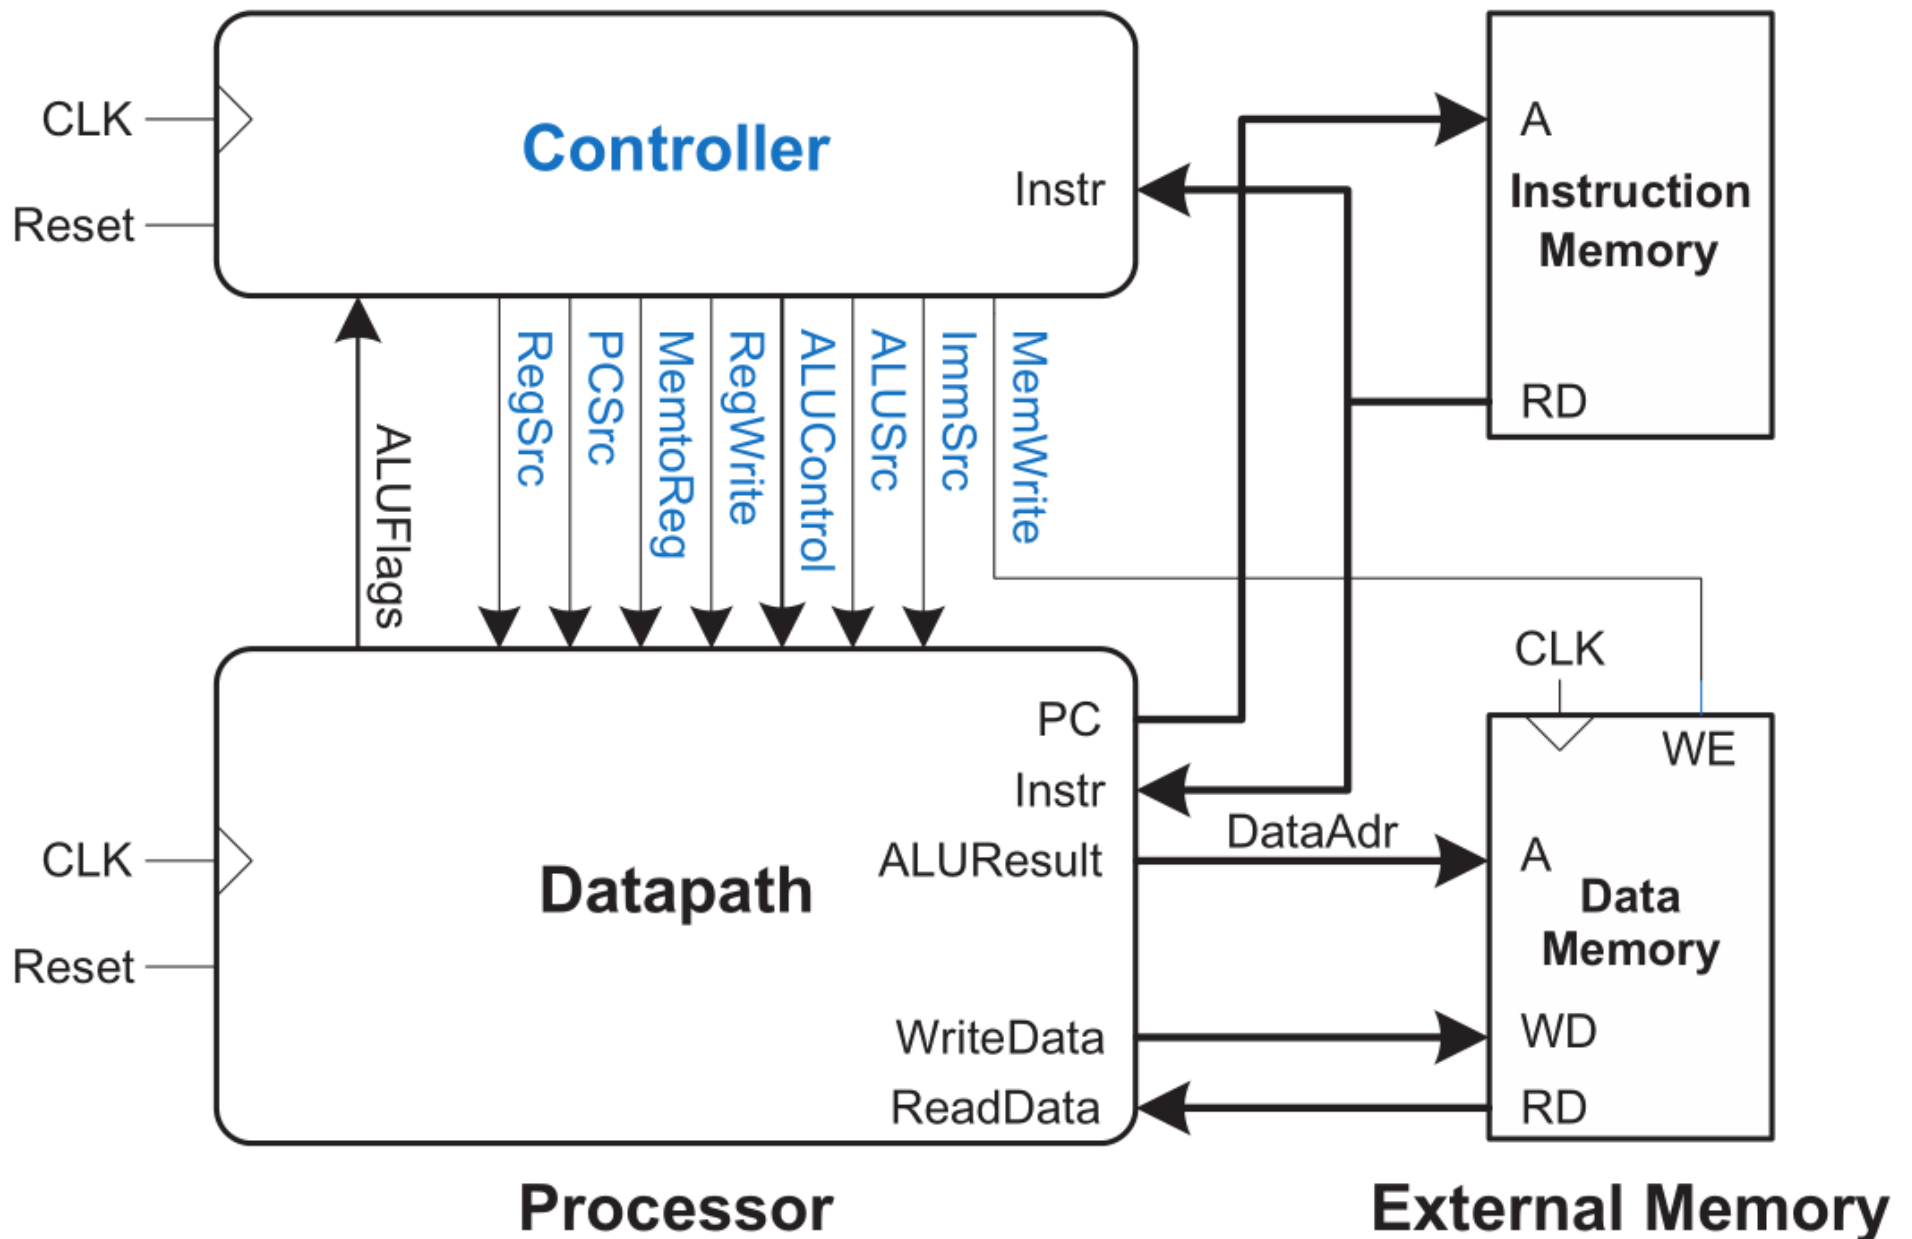 CLK
Controller
A
Instr
Instruction
Memory
Reset
RD
ALUFlags
RegSrc
PCSrc
MemtoReg
RegWrite
ALUControl
ALUSrc
ImmSrc
MemWrite
CLK
PC
WE
Instr
DataAdr
CLK
Datapath
ALUResult
A
Data
Memory
Reset
WriteData
WD
ReadData
RD
Processor
External Memory